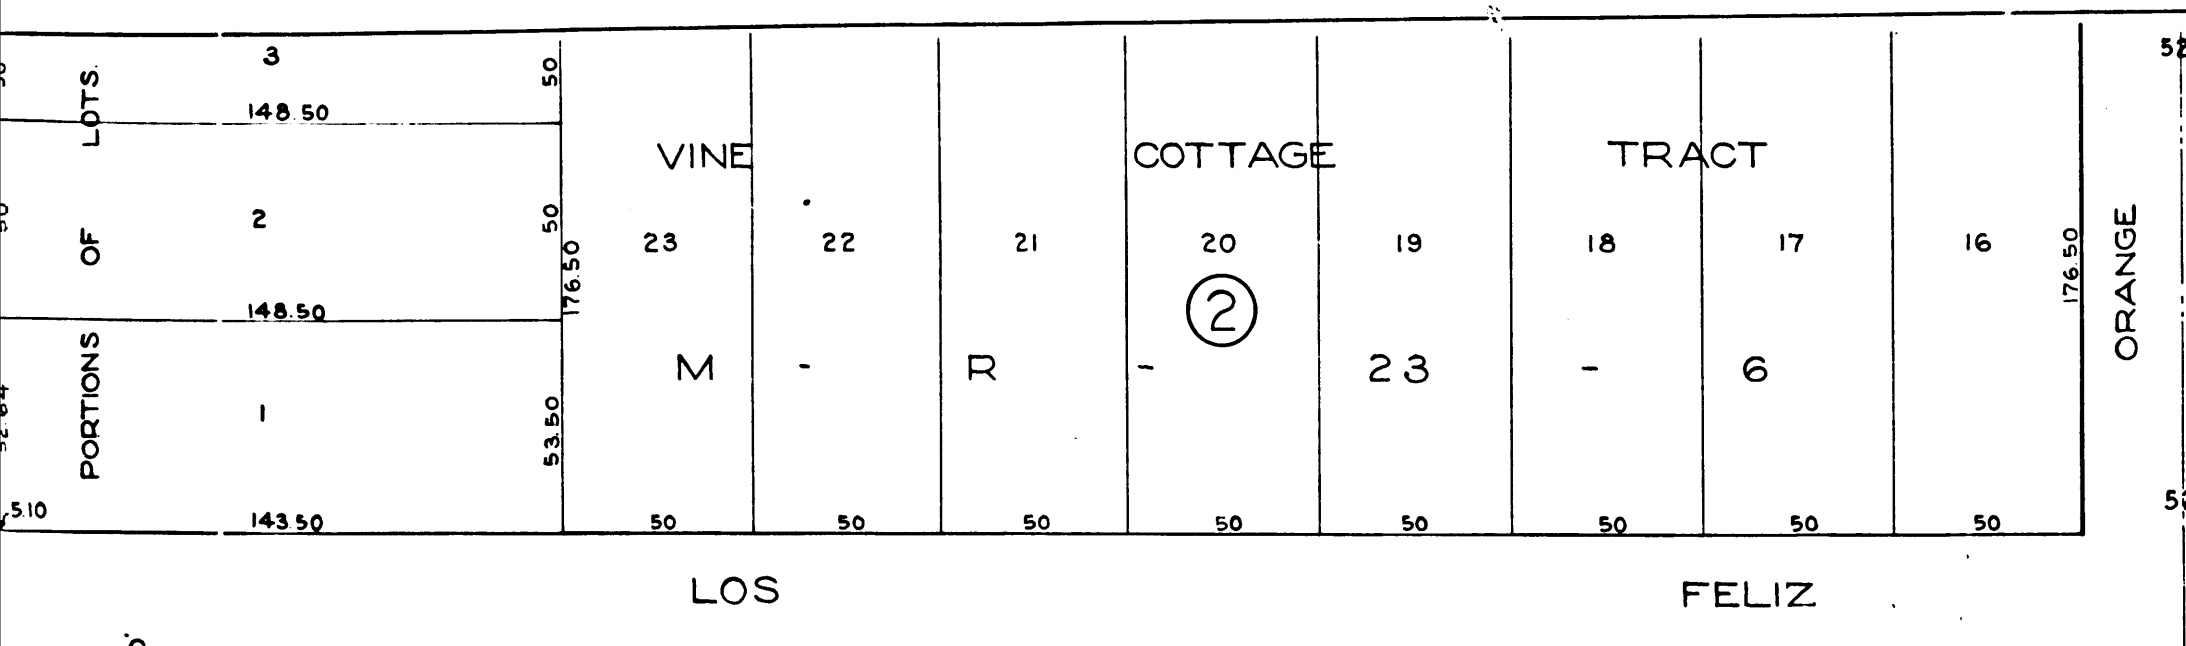 3
50
50
LOTS.
148.50
VINE COTTAGE TRACT
2
50
OF
23 22 21 20 19 18 17 16
176.50
176.50
ORANGE
148.50
2
PORTIONS
M - R - 23 - 6
1
53.50
5.10
143.50
50 50 50 50 50 50 50 50
LOS FELIZ